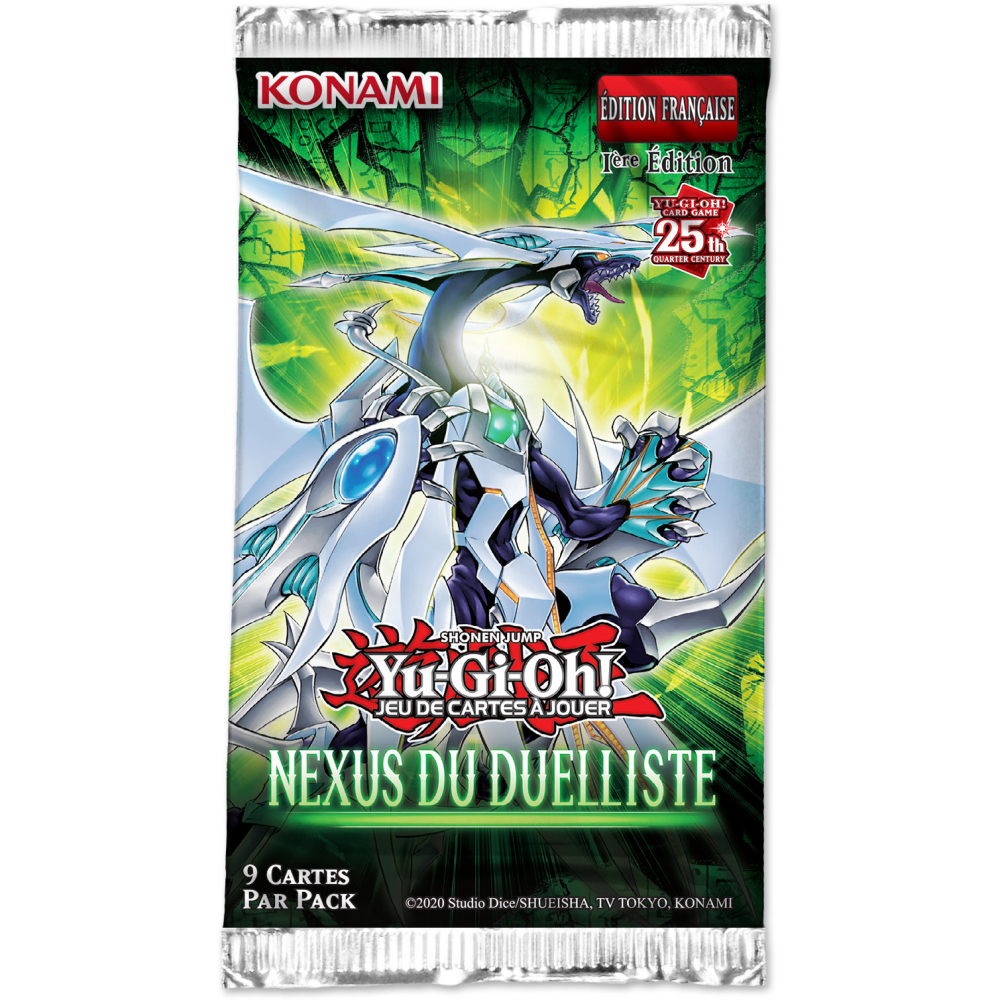 KONAMI
ÉDITION FRANÇAISE
1ère Édition
YU-GI-OH!
CARD GAME
25th
QUARTER CENTURY
SHONEN JUMP
Yu-Gi-Oh!
JEU DE CARTES À JOUER
NEXUS DU DUELLISTE
9 CARTES
PAR PACK
©2020 Studio Dice/SHUEISHA, TV TOKYO, KONAMI